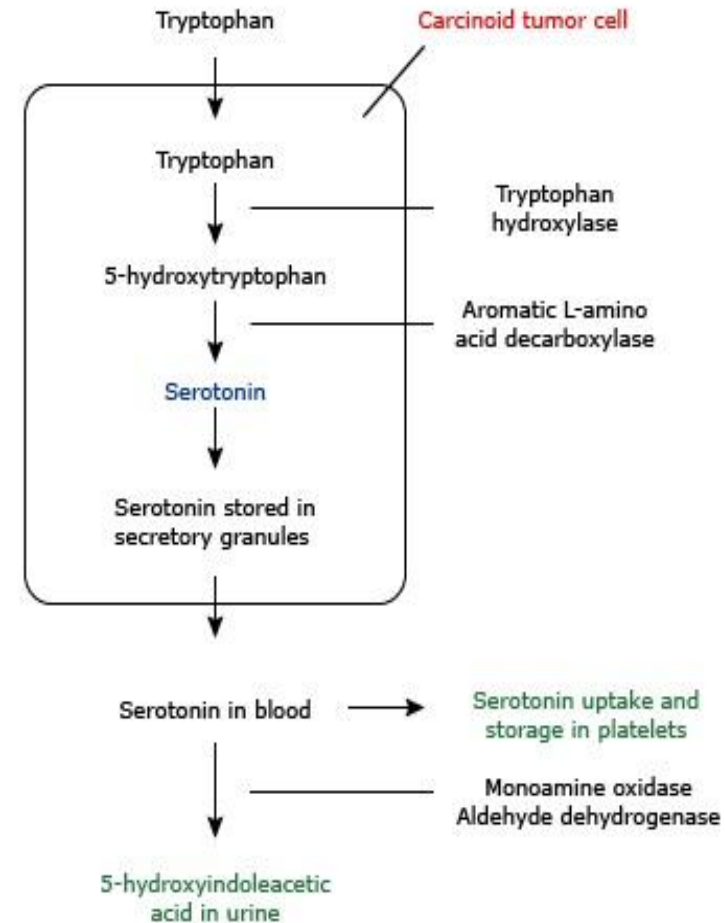 Tryptophan
Carcinoid tumor cell
Tryptophan
Tryptophan
hydroxylase
5-hydroxytryptophan
Aromatic L-amino
acid decarboxylase
Serotonin
Serotonin stored in
secretory granules
Serotonin in blood
Serotonin uptake and
storage in platelets
Monoamine oxidase
Aldehyde dehydrogenase
5-hydroxyindoleacetic
acid in urine